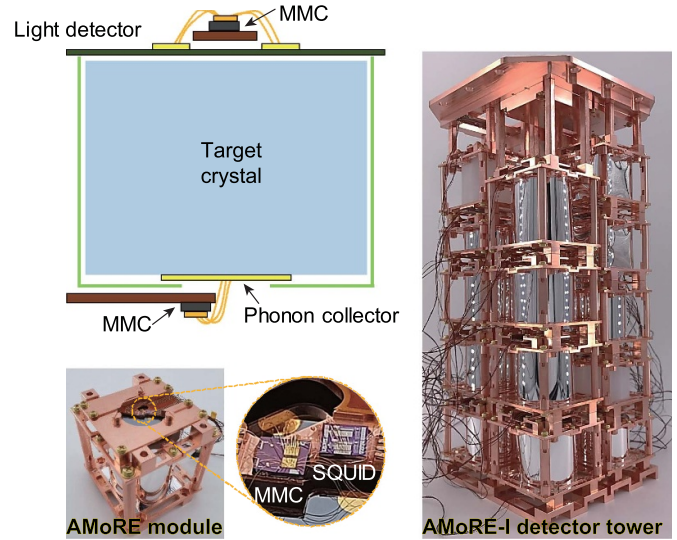 MMC
Light detector
Target
crystal
MMC
Phonon collector
SQUID
MMC
AMoRE module
AMoRE-I detector tower